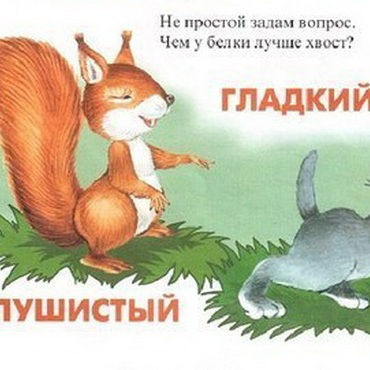 Не простой задам вопрос.
Чем у белки лучше хвост?
ГЛАДКИЙ
ПУШИСТЫЙ